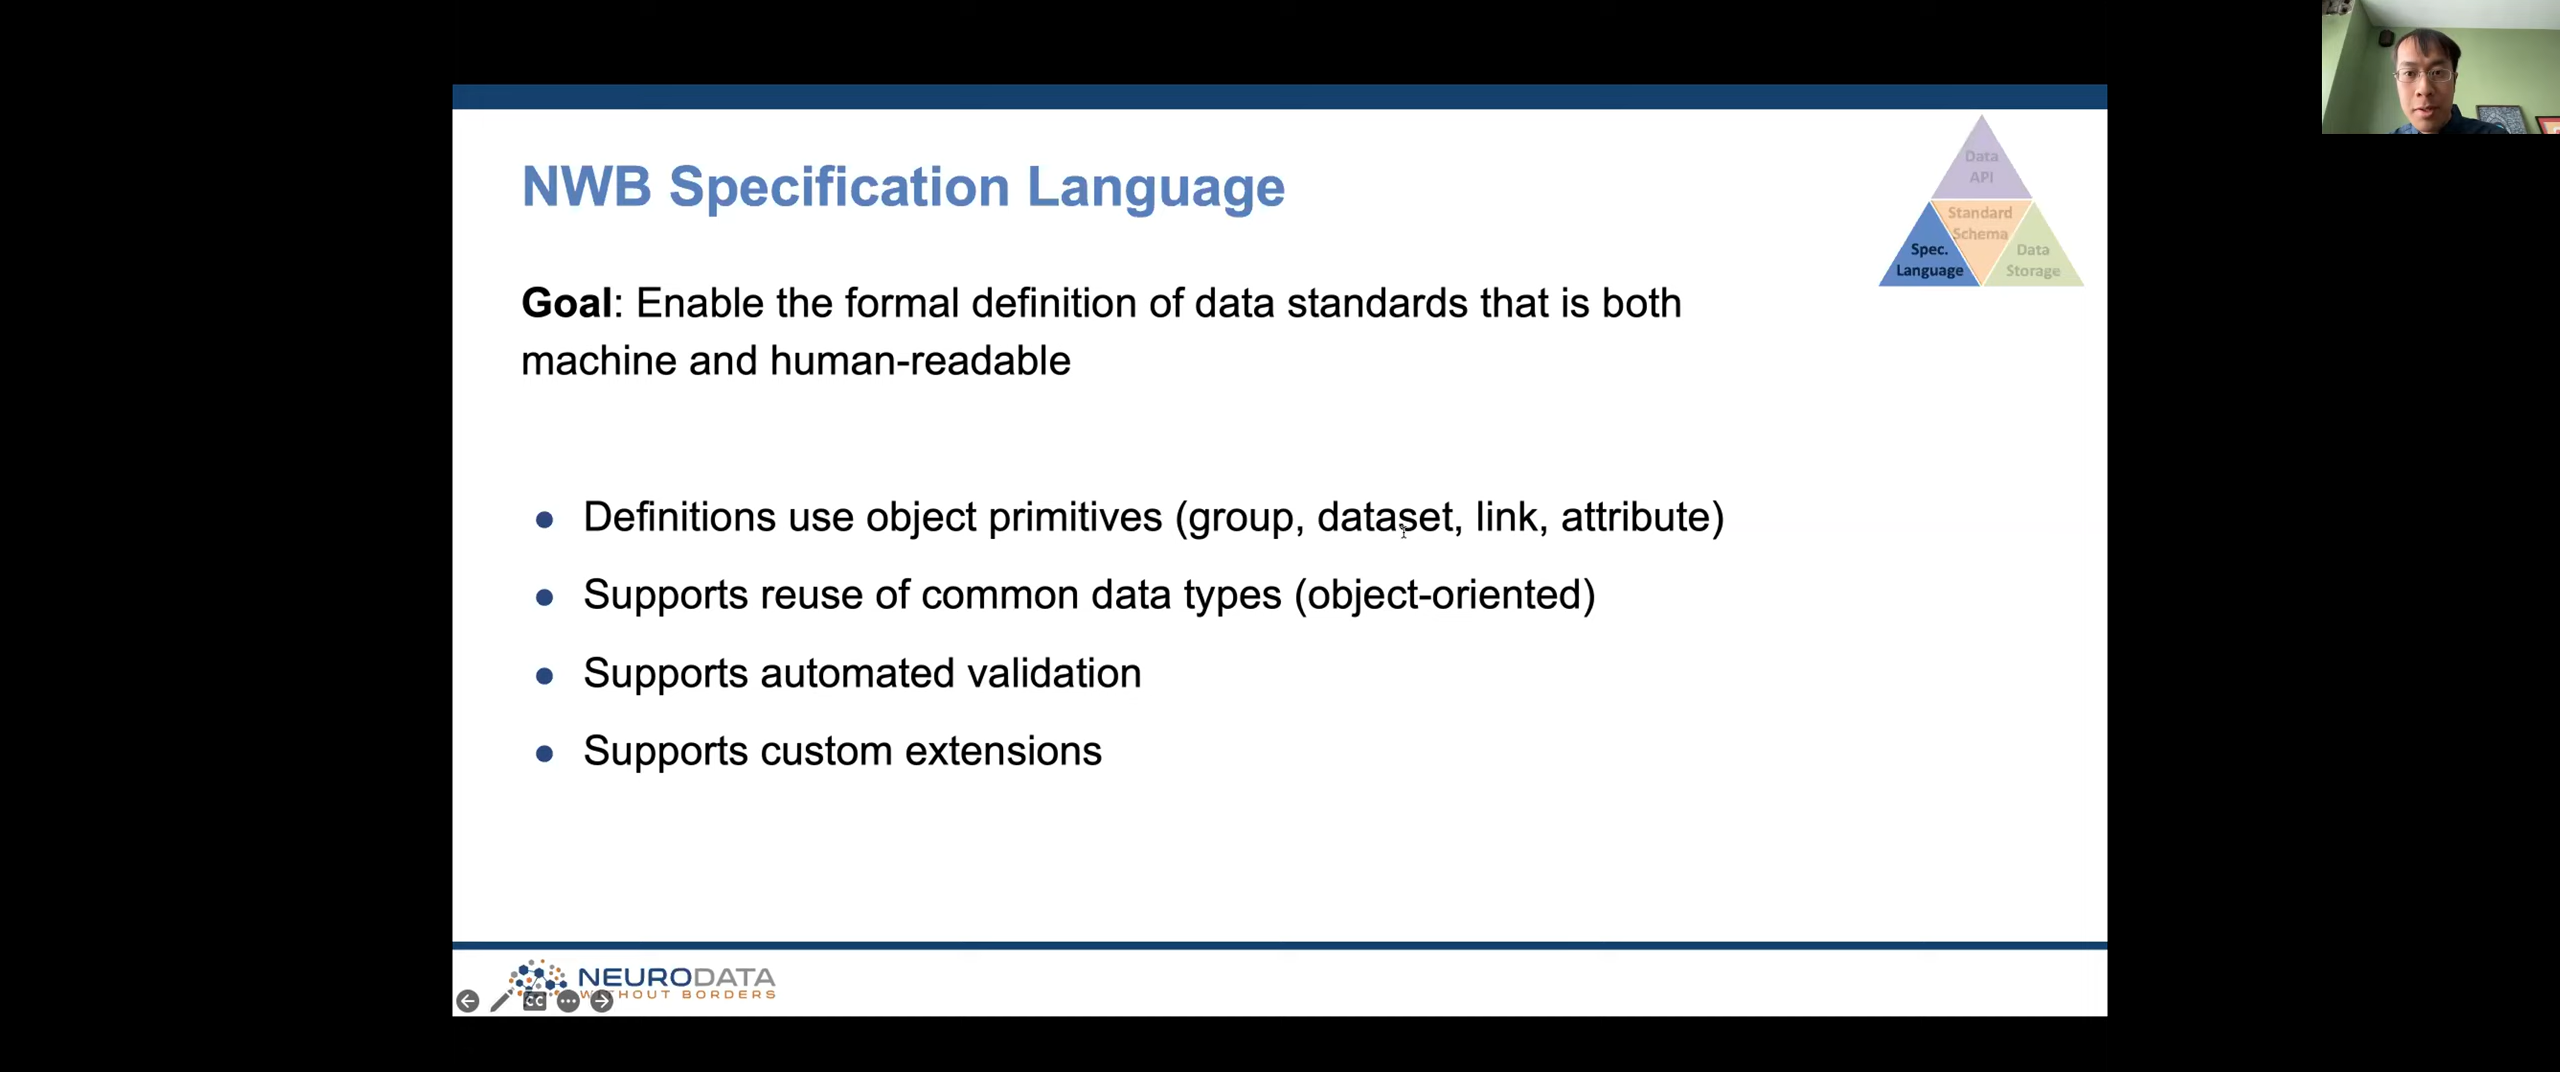 NWB Specification Language
Data
API
Standard
Schema
Spec.
Language
Data
Storage
Goal: Enable the formal definition of data standards that is both
machine and human-readable
● Definitions use object primitives (group, dataset, link, attribute)
● Supports reuse of common data types (object-oriented)
● Supports automated validation
● Supports custom extensions
NEURODATA
WITHOUT BORDERS
CC